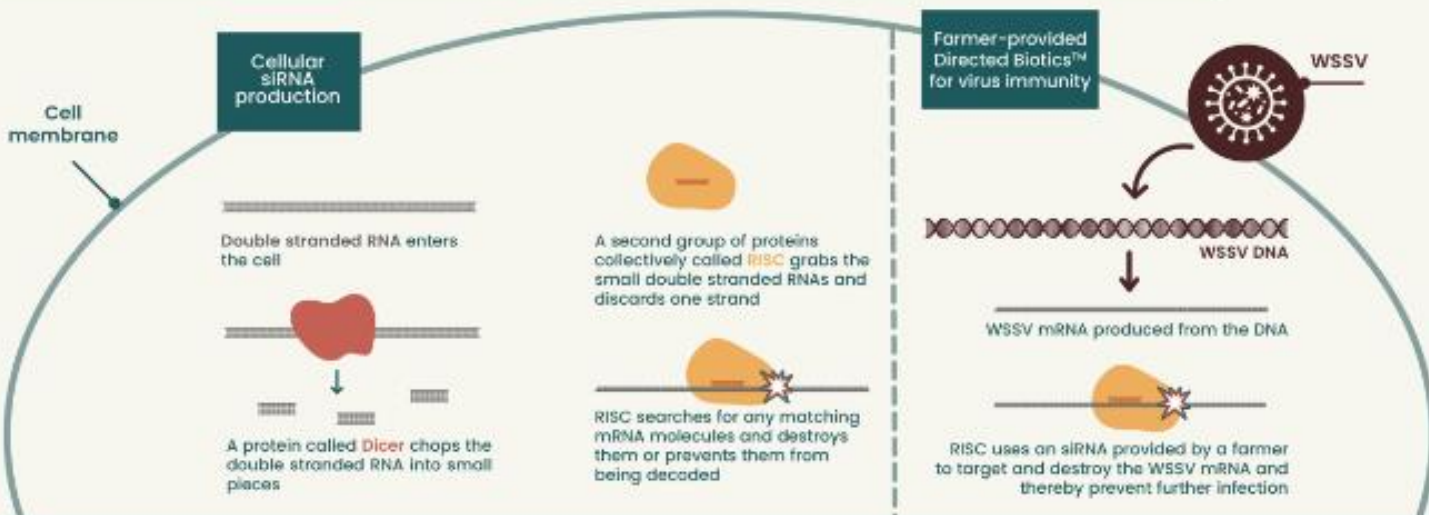 Cell
membrane
Cellular
siRNA
production
Double stranded RNA enters
the cell
A protein called Dicer chops the
double stranded RNA into small
pieces
A second group of proteins
collectively called RISC grabs the
small double stranded RNAs and
discards one strand
RISC searches for any matching
mRNA molecules and destroys
them or prevents them from
being decoded
Farmer-provided
Directed Biotics™
for virus immunity
WSSV
WSSV DNA
WSSV mRNA produced from the DNA
RISC uses an siRNA provided by a farmer
to target and destroy the WSSV mRNA and
thereby prevent further infection